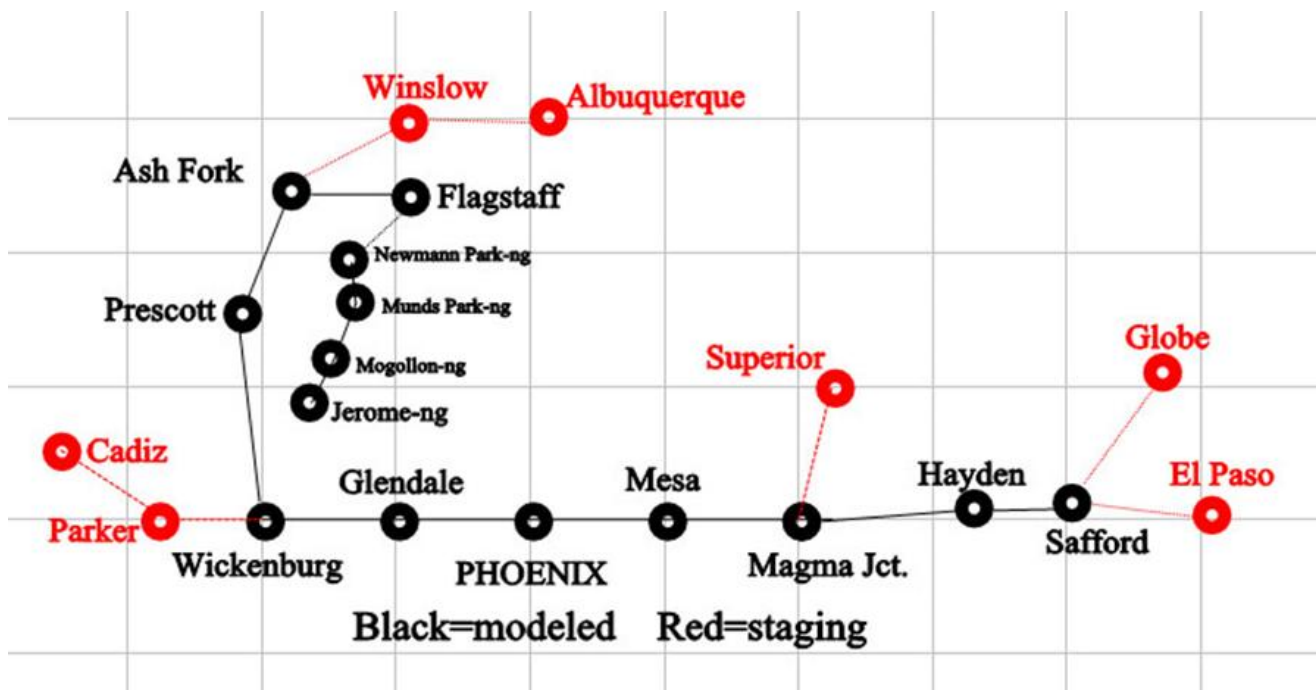 Winslow
Albuquerque
Ash Fork
Flagstaff
Newmann Park-ng
Prescott
Munds Park-ng
Mogollon-ng
Jerome-ng
Superior
Globe
Cadiz
Glendale
Mesa
Hayden
El Paso
Parker
Wickenburg
PHOENIX
Magma Jct.
Safford
Black=modeled Red=staging